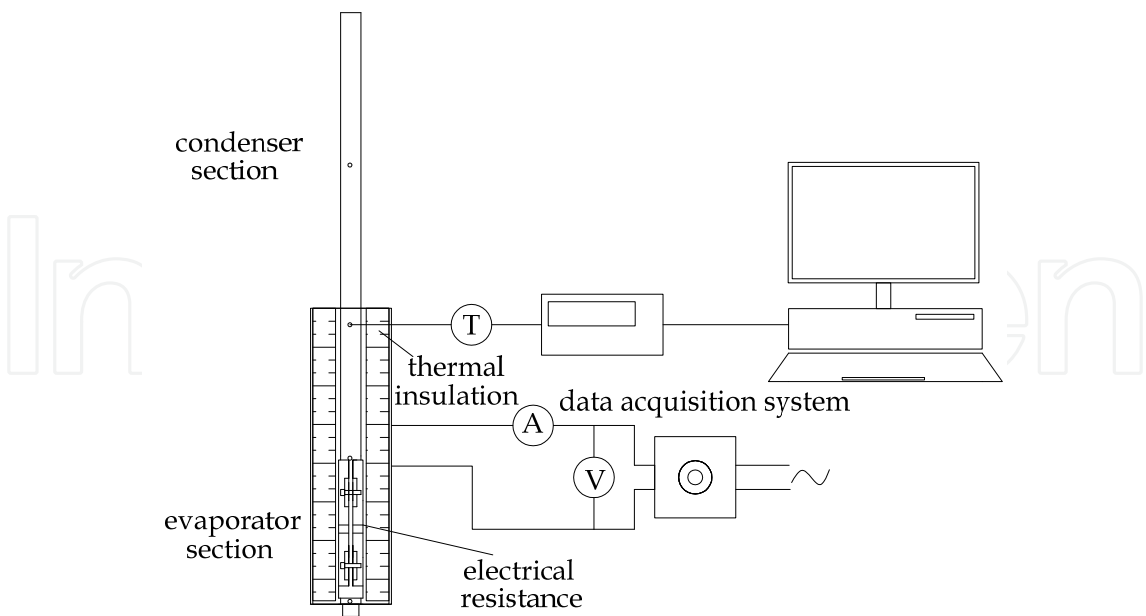 condenser
section
T
thermal
insulation
data acquisition system
A
V
evaporator
section
electrical
resistance